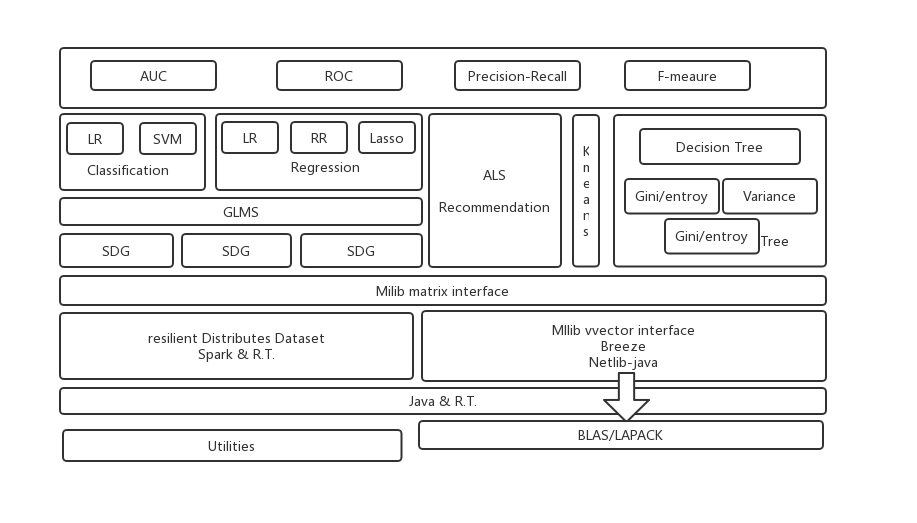 AUC
ROC
Precision-Recall
F-meaure
LR
SVM
Classification
LR
RR
Lasso
Regression
ALS
Recommendation
K
n
e
a
n
s
Decision Tree
Gini/entroy
Variance
Gini/entroy
Tree
GLMS
SDG
SDG
SDG
Milib matrix interface
resilient Distributes Dataset
Spark & R.T.
Mllib vvector interface
Breeze
Netlib-java
Java & R.T.
BLAS/LAPACK
Utilities